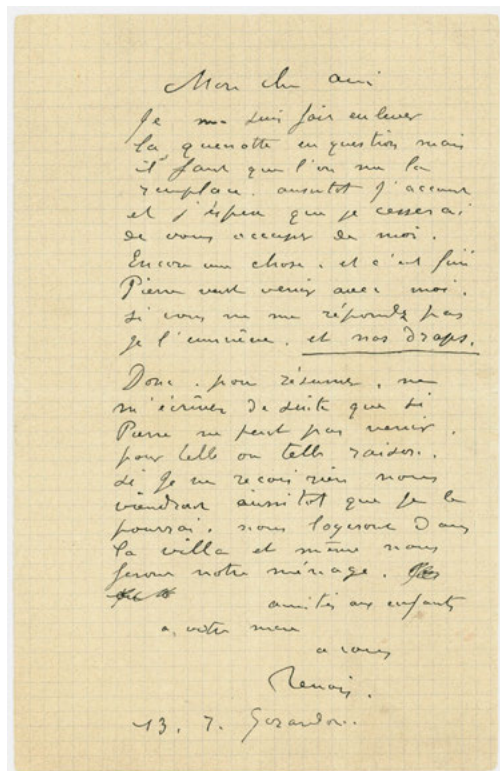 Mon cher ami
Je me suis fait enlever
la quenotte en question mais
il faut que l'on me la
remplace. aussitot j'accours
et j'espère que je cesserai
de vous occuper de moi.
Encore une chose. et c'est fini
Pierre veut venir avec moi.
si vous ne me répondez pas
je l'emmène. et nos draps.
Donc. pour résumer, ne
m'écrivez de suite que si
Pierre ne peut pas venir.
pour telle ou telle raison.
si je ne reçois rien nous
viendrons aussitot que je le
pourrai. nous logerons dans
la villa et même nous
ferons notre ménage.
amitiés aux enfants
a votre mere
a vous
Renoir.
13. 7.